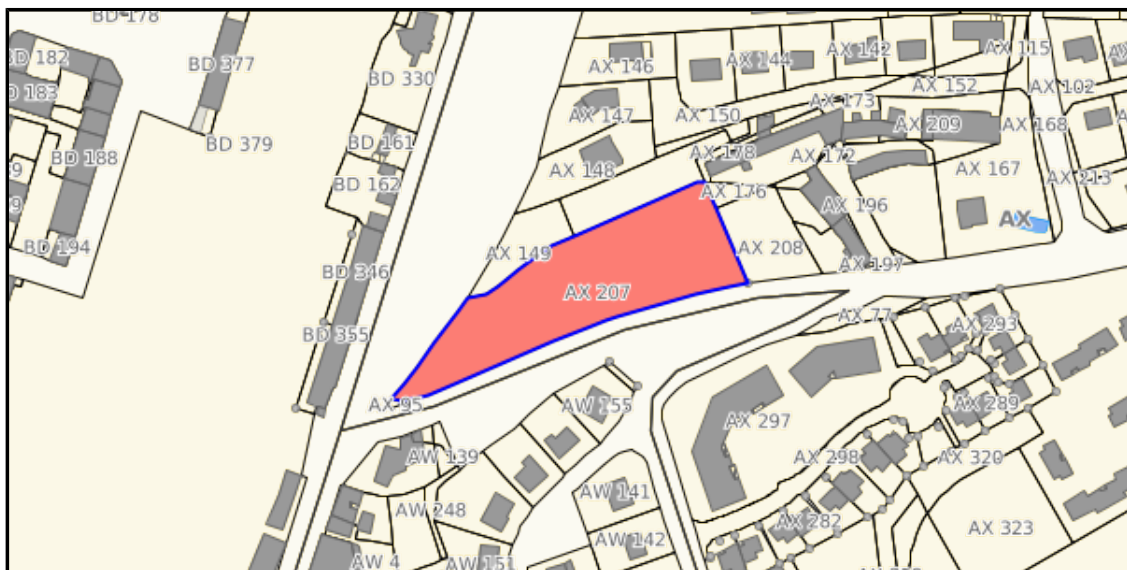 BD 178
BD 182
BD 377
BD 330
AX 146
AX 144
AX 142
AX 115
D 183
AX 147
AX 150
AX 173
AX 152
AX 102
BD 379
BD 161
AX 209
AX 168
BD 188
AX 178
AX 172
AX 148
AX 167
BD 162
AX 176
AX 213
AX 196
AX
BD 194
AX 149
AX 208
BD 346
AX 197
AX 207
AX 77
AX 293
BD 355
AX 95
AW 155
AX 297
AX 289
AW 139
AX 298
AX 320
AW 248
AW 141
AX 282
AX 323
AW 142
AW 4
AW 151